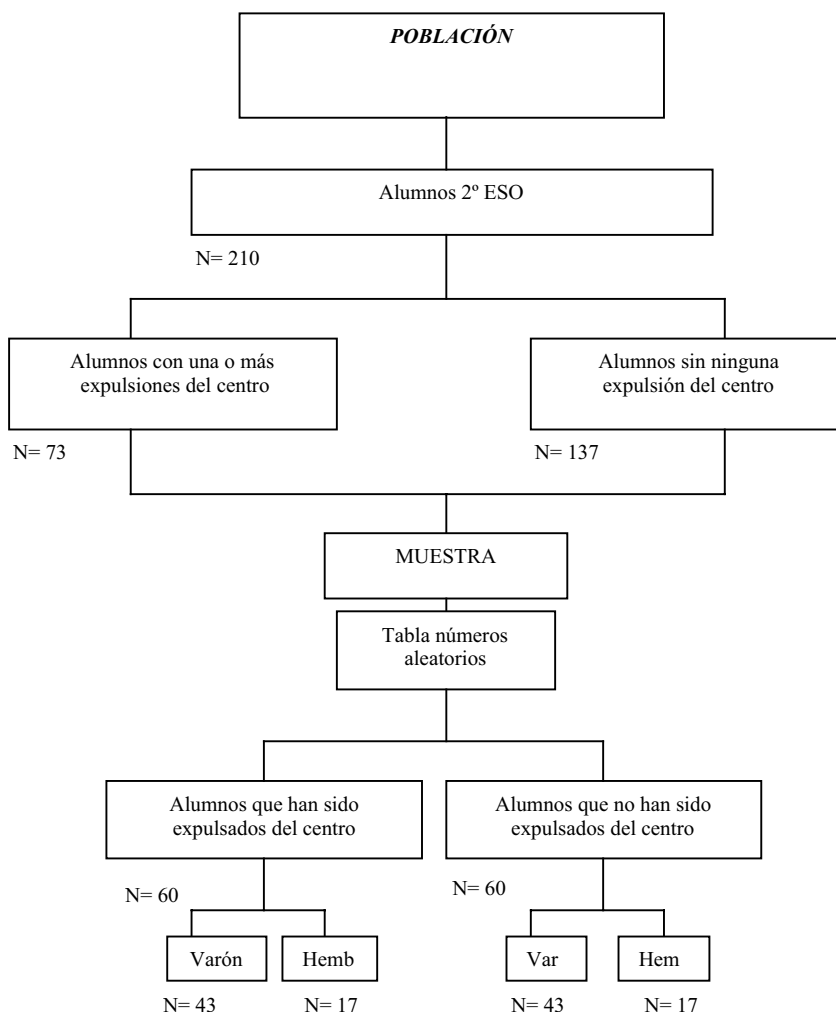 POBLACIÓN
Alumnos 2º ESO
N= 210
Alumnos con una o más
expulsiones del centro
N= 73
Alumnos sin ninguna
expulsión del centro
N= 137
MUESTRA
Tabla números
aleatorios
Alumnos que han sido
expulsados del centro
N= 60
Alumnos que no han sido
expulsados del centro
N= 60
Varón
Hemb
Var
Hem
N= 43
N= 17
N= 43
N= 17